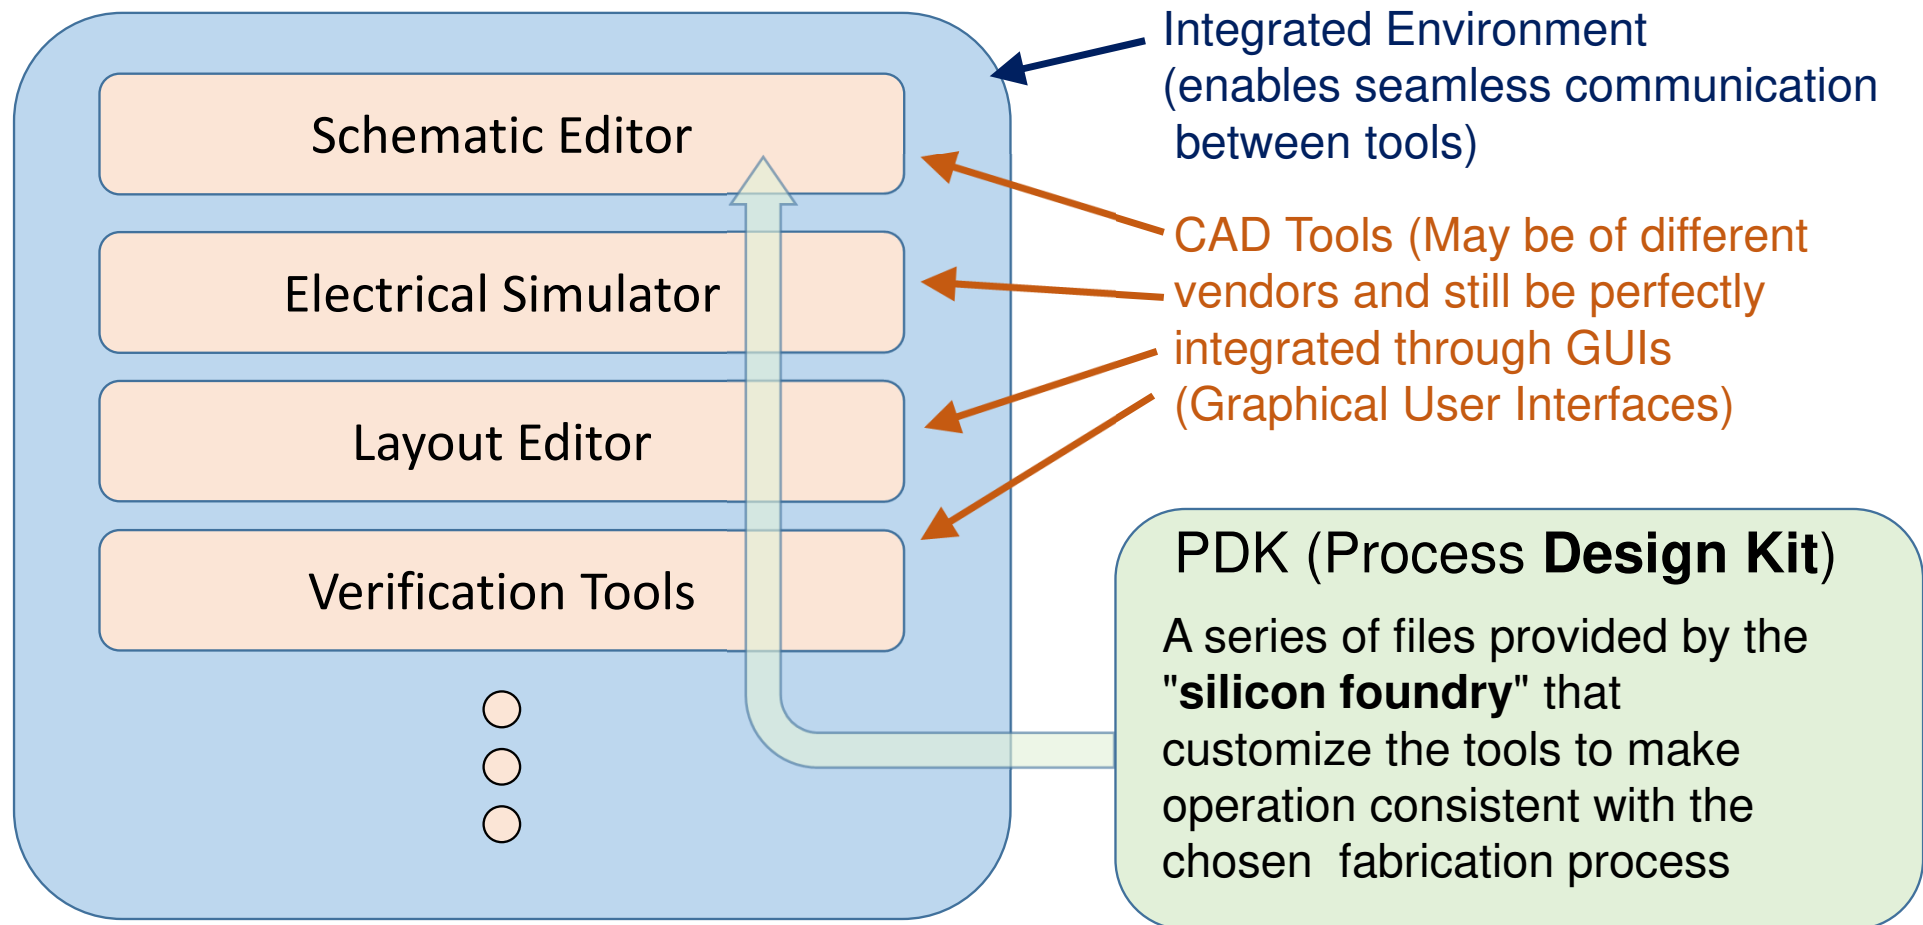 Integrated Environment
(enables seamless communication
between tools)
Schematic Editor
Electrical Simulator
Layout Editor
Verification Tools
CAD Tools (May be of different
vendors and still be perfectly
integrated through GUIs
(Graphical User Interfaces)
PDK (Process Design Kit)
A series of files provided by the
"silicon foundry" that
customize the tools to make
operation consistent with the
chosen fabrication process